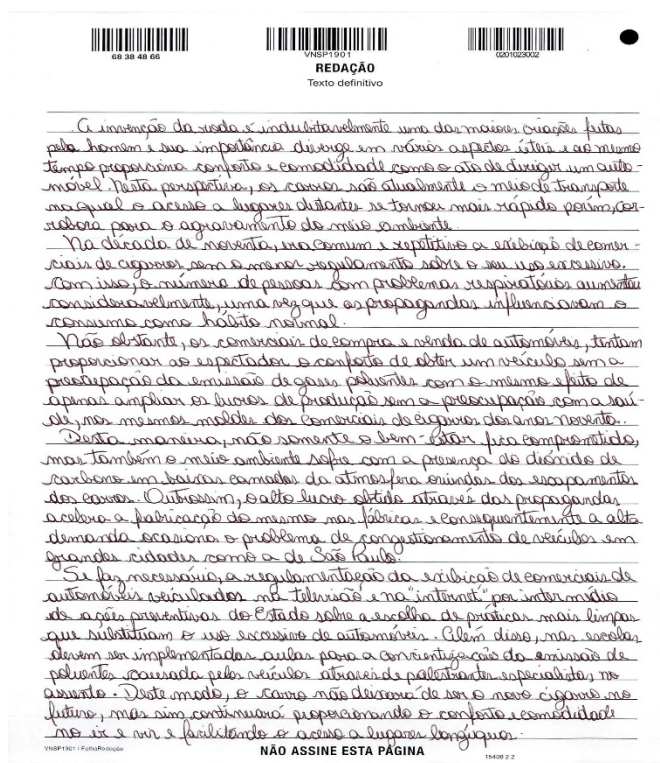 68 38 48 66
VNSP1901
0201023002
REDAÇÃO
Texto definitivo
A invenção da roda é indubitavelmente uma das maiores criações feitas
pelo homem e sua importância diverge em vários aspectos úteis e ao mesmo
tempo proporciona conforto e comodidade como o ato de dirigir um auto-
móvel. Nesta perspectiva, os carros são atualmente o meio de transporte
na qual o acesso a lugares distantes se tornou mais rápido porém, cor-
robora para o agravamento do meio ambiente.
Na década de noventa, era comum e repetitivo a exibição de comer-
ciais de cigarros sem o menor regulamento sobre o seu uso excessivo.
Com isso, o número de pessoas com problemas respiratórios aumentou
consideravelmente, uma vez que as propagandas influenciavam o
consumo como hábito normal.
Não obstante, os comerciais de compra e venda de automóveis, tentam
proporcionar ao espectador o conforto de obter um veículo sem a
preocupação da emissão de gases poluentes com o mesmo efeito de
apenas ampliar os lucros de produção sem a preocupação com a saú-
de, nos mesmos moldes dos comerciais de cigarros dos anos noventa.
Desta maneira, não somente o bem-estar fica comprometido,
mas também o meio ambiente sofre com a presença do dióxido de
carbono em baixas camadas da atmosfera oriundos dos escapamentos
dos carros. Outrossim, o alto lucro obtido através das propagandas
acelera a fabricação do mesmo nas fábricas e consequentemente a alta
demanda ocasiona o problema de congestionamento de veículos em
grandes cidades como a de São Paulo.
Se faz necessário, a regulamentação da exibição de comerciais de
automóveis veiculados na televisão e na "internet" por intermédio
de ações preventivas do Estado sobre a escolha de práticas mais limpas
que substituam o uso excessivo de automóveis. Além disso, nas escolas
devem ser implementadas aulas para a concientização da emissão de
poluentes causada pelos veículos através de palestrantes especialistas no
assunto. Deste modo, o carro não deixará de ser o novo cigarro no
futuro, mas sim continuará proporcionando o conforto e comodidade
no ir e vir e facilitando o acesso a lugares longíquos.
VNSP1901 | FolhaRedação
NÃO ASSINE ESTA PÁGINA
15408 2 2